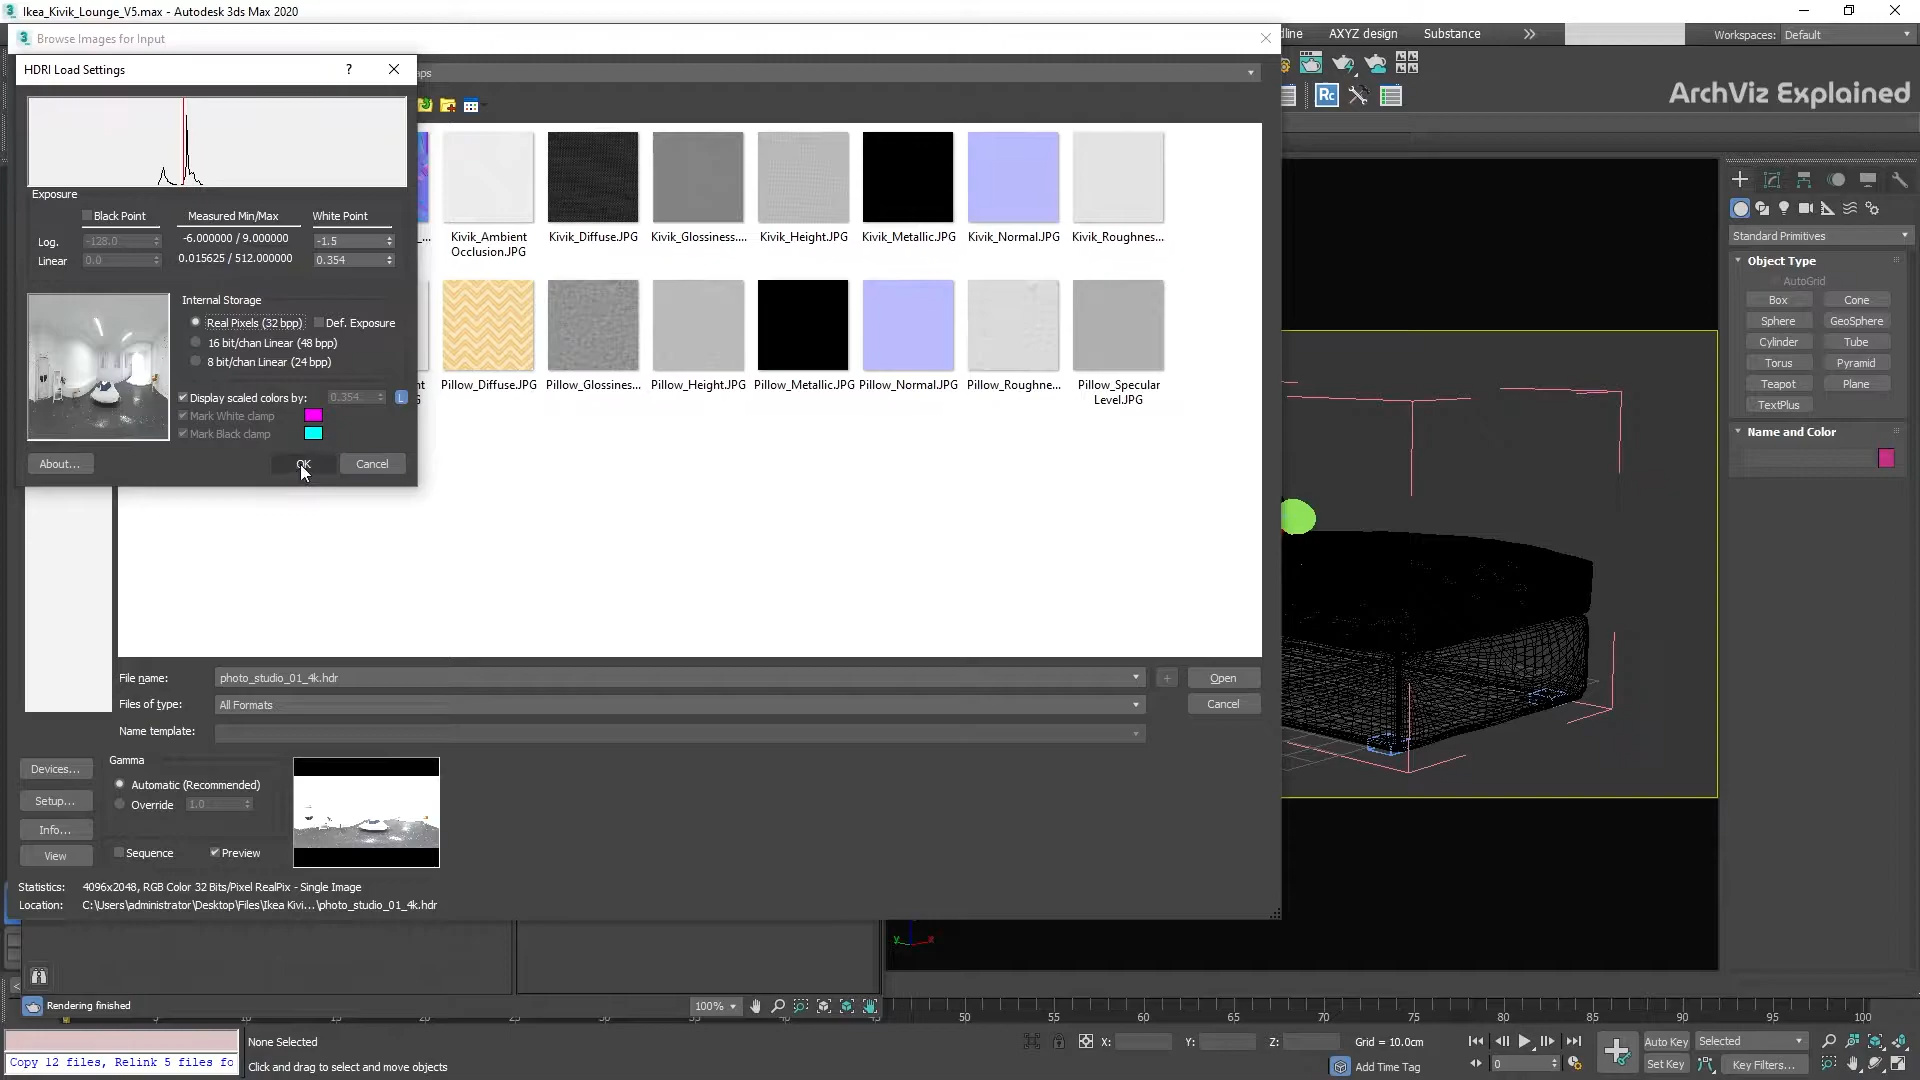 Ikea_Kivik_Lounge_V5.max - Autodesk 3ds Max 2020
Browse Images for Input
HDRI Load Settings
?
aps
Exposure
Black Point
Measured Min/Max
White Point
Log.
-128.0
-6.000000 / 9.000000
-1.5
Linear
0.0
0.015625 / 512.000000
0.354
Internal Storage
Real Pixels (32 bpp)
Def. Exposure
16 bit/chan Linear (48 bpp)
8 bit/chan Linear (24 bpp)
Display scaled colors by:
0.354
L
Mark White clamp
Mark Black clamp
About...
OK
Cancel
Kivik_Ambient Occlusion.JPG
Kivik_Diffuse.JPG
Kivik_Glossiness....
Kivik_Height.JPG
Kivik_Metallic.JPG
Kivik_Normal.JPG
Kivik_Roughnes...
Pillow_Diffuse.JPG
Pillow_Glossines...
Pillow_Height.JPG
Pillow_Metallic.JPG
Pillow_Normal.JPG
Pillow_Roughne...
Pillow_Specular Level.JPG
File name:
photo_studio_01_4k.hdr
Open
Files of type:
All Formats
Cancel
Name template:
Devices...
Setup...
Info...
View
Gamma
Automatic (Recommended)
Override
1.0
Sequence
Preview
Statistics:
4096x2048, RGB Color 32 Bits/Pixel RealPix - Single Image
Location:
C:\Users\administrator\Desktop\Files\Ikea Kivi...\photo_studio_01_4k.hdr
Rendering finished
100%
dline
AXYZ design
Substance
Workspaces:
Default
Rc
ArchViz Explained
Standard Primitives
Object Type
AutoGrid
Box
Cone
Sphere
GeoSphere
Cylinder
Tube
Torus
Pyramid
Teapot
Plane
TextPlus
Name and Color
y
x
50
55
60
65
70
75
80
85
90
95
100
None Selected
X:
Y:
Z:
Grid = 10.0cm
Auto Key
Selected
Copy 12 files, Relink 5 files fo
Click and drag to select and move objects
Add Time Tag
0
Set Key
Key Filters...